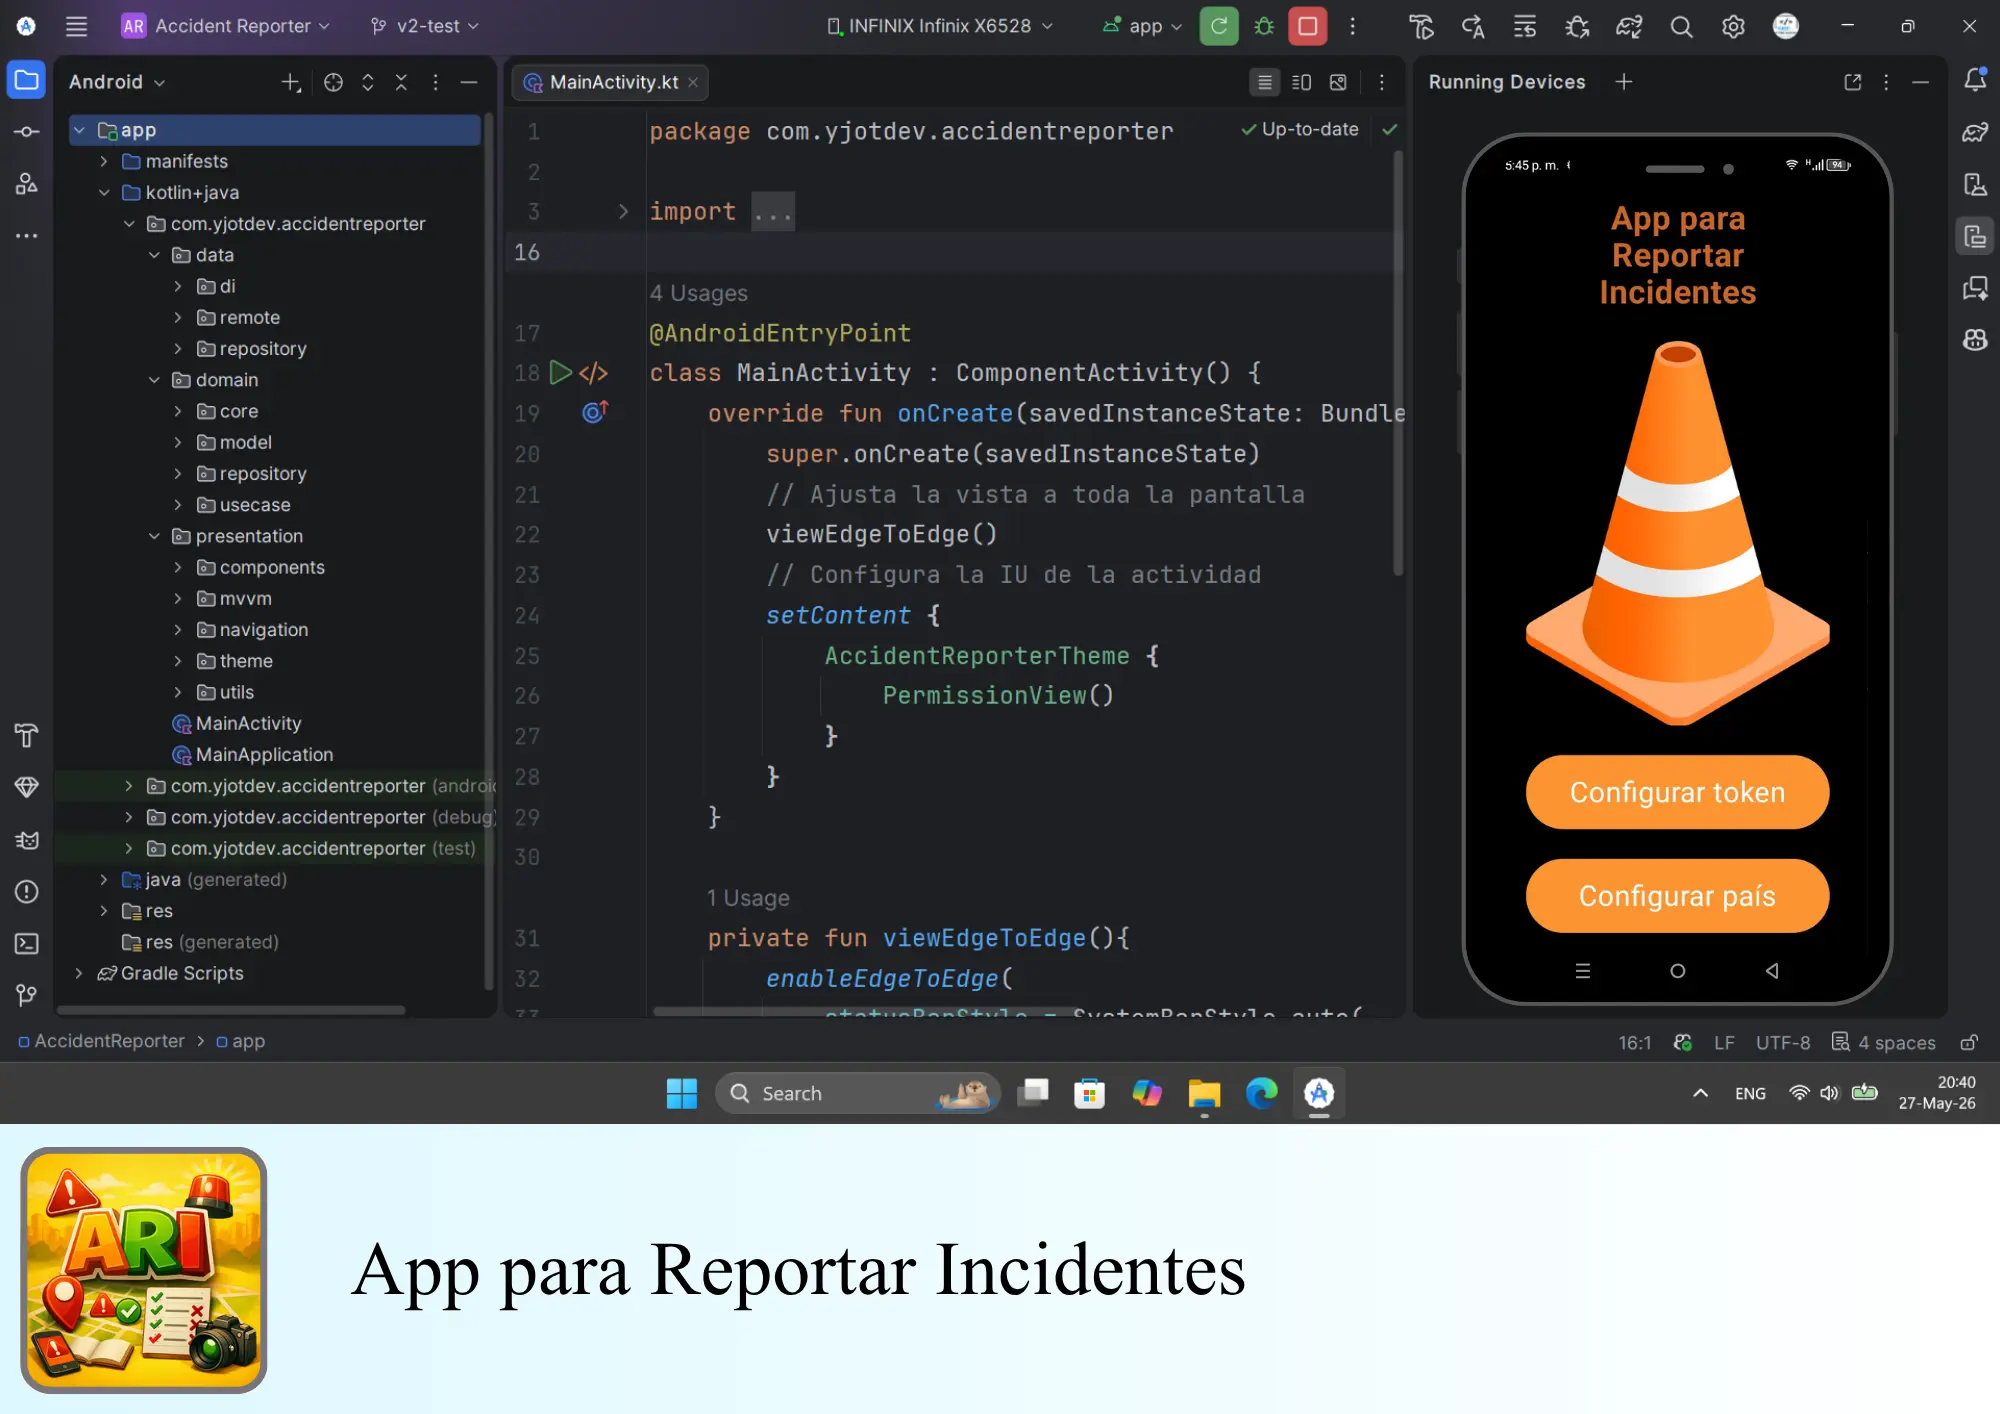 AR Accident Reporter
v2-test
INFINIX Infinix X6528
app
Android
app
manifests
kotlin+java
com.yjotdev.accidentreporter
data
di
remote
repository
domain
core
model
repository
usecase
presentation
components
mvvm
navigation
theme
utils
MainActivity
MainApplication
com.yjotdev.accidentreporter (androi
com.yjotdev.accidentreporter (debug)
com.yjotdev.accidentreporter (test)
java (generated)
res
res (generated)
Gradle Scripts
MainActivity.kt
Up-to-date
1 package com.yjotdev.accidentreporter
2
3 import ...
16
4 Usages
17 @AndroidEntryPoint
18 class MainActivity : ComponentActivity() {
19 override fun onCreate(savedInstanceState: Bundle
20 super.onCreate(savedInstanceState)
21 // Ajusta la vista a toda la pantalla
22 viewEdgeToEdge()
23 // Configura la IU de la actividad
24 setContent {
25 AccidentReporterTheme {
26 PermissionView()
27 }
28 }
29 }
30
1 Usage
31 private fun viewEdgeToEdge(){
32 enableEdgeToEdge(
33 statusBarStyle = SystemBarStyle.auto(
Running Devices
5:45 p. m.
H 94
App para
Reportar
Incidentes
Configurar token
Configurar país
AccidentReporter > app
16:1 LF UTF-8 4 spaces
Search
ENG
20:40
27-May-26
ARI
App para Reportar Incidentes